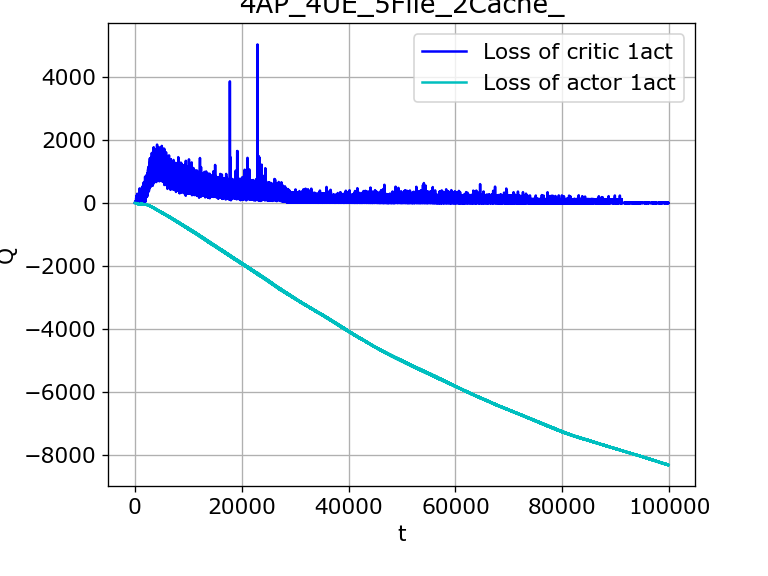 4AP_4UE_5File_2Cache_
Loss of critic 1act
Loss of actor 1act
4000
2000
0
−2000
−4000
−6000
−8000
Q
0 20000 40000 60000 80000 100000
t